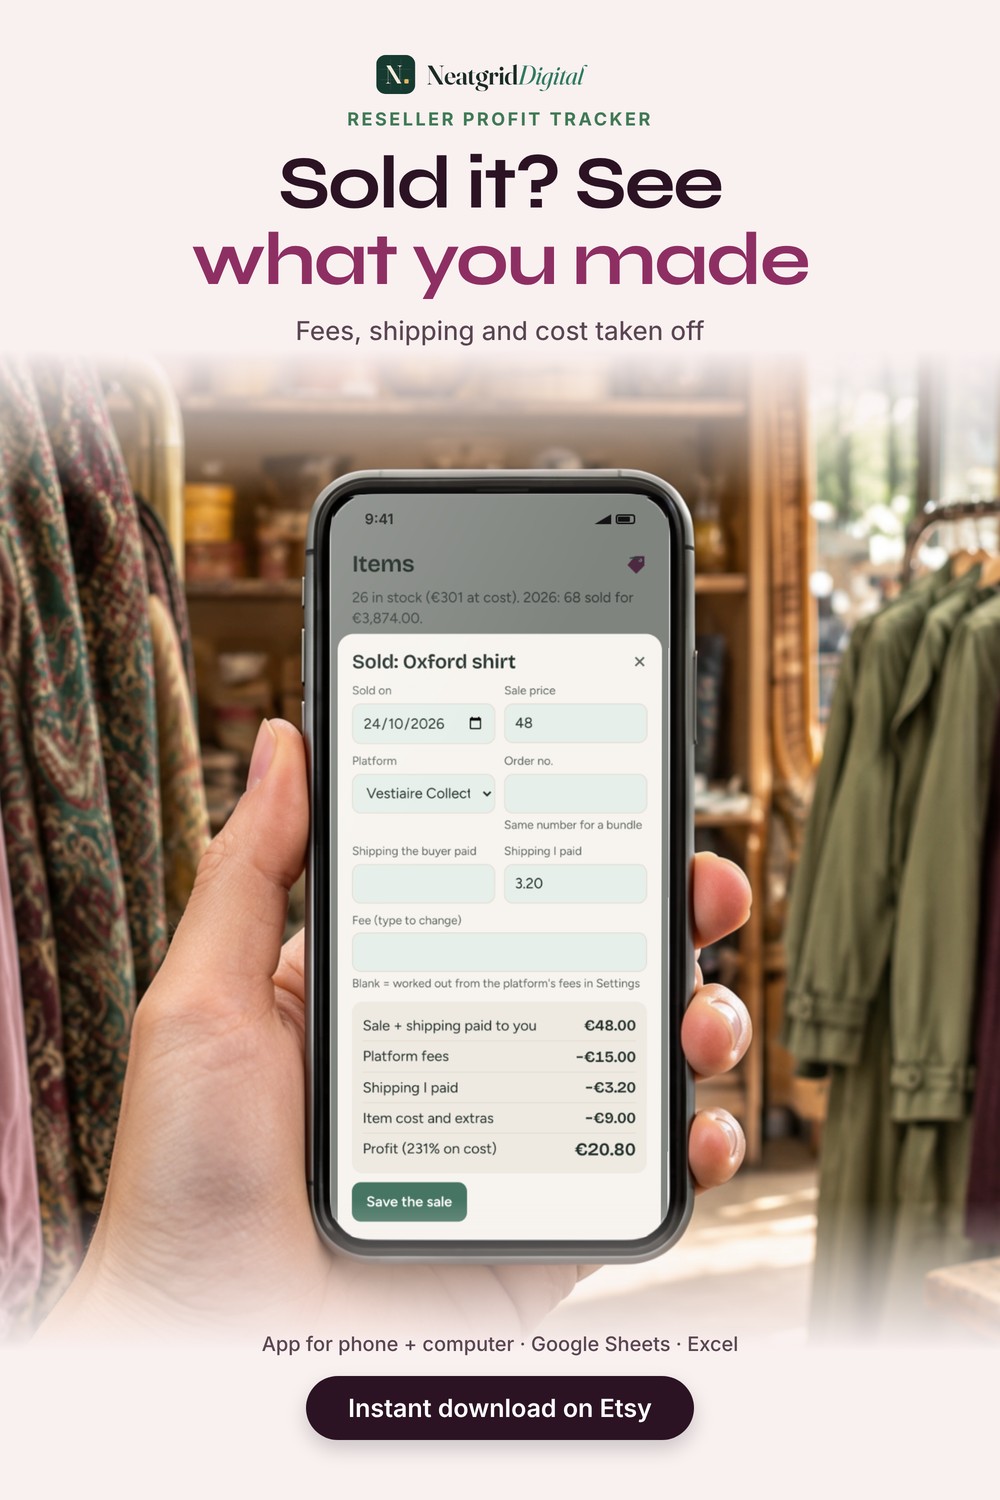 N. NeatgridDigital
RESELLER PROFIT TRACKER
Sold it? See
what you made
Fees, shipping and cost taken off
9:41
Items
26 in stock (€301 at cost). 2026: 68 sold for
€3,874.00.
Sold: Oxford shirt ×
Sold on
Sale price
24/10/2026
48
Platform
Order no.
Vestiaire Collect
Same number for a bundle
Shipping the buyer paid
Shipping I paid
3.20
Fee (type to change)
Blank = worked out from the platform's fees in Settings
Sale + shipping paid to you €48.00
Platform fees −€15.00
Shipping I paid −€3.20
Item cost and extras −€9.00
Profit (231% on cost) €20.80
Save the sale
App for phone + computer · Google Sheets · Excel
Instant download on Etsy